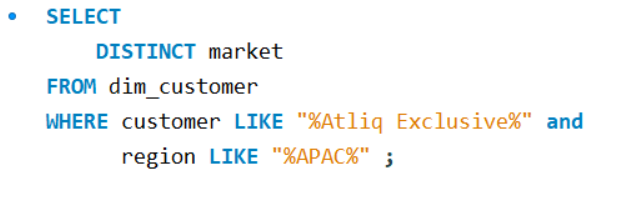 SELECT
DISTINCT market
FROM dim_customer
WHERE customer LIKE "%Atliq Exclusive%" and
region LIKE "%APAC%" ;